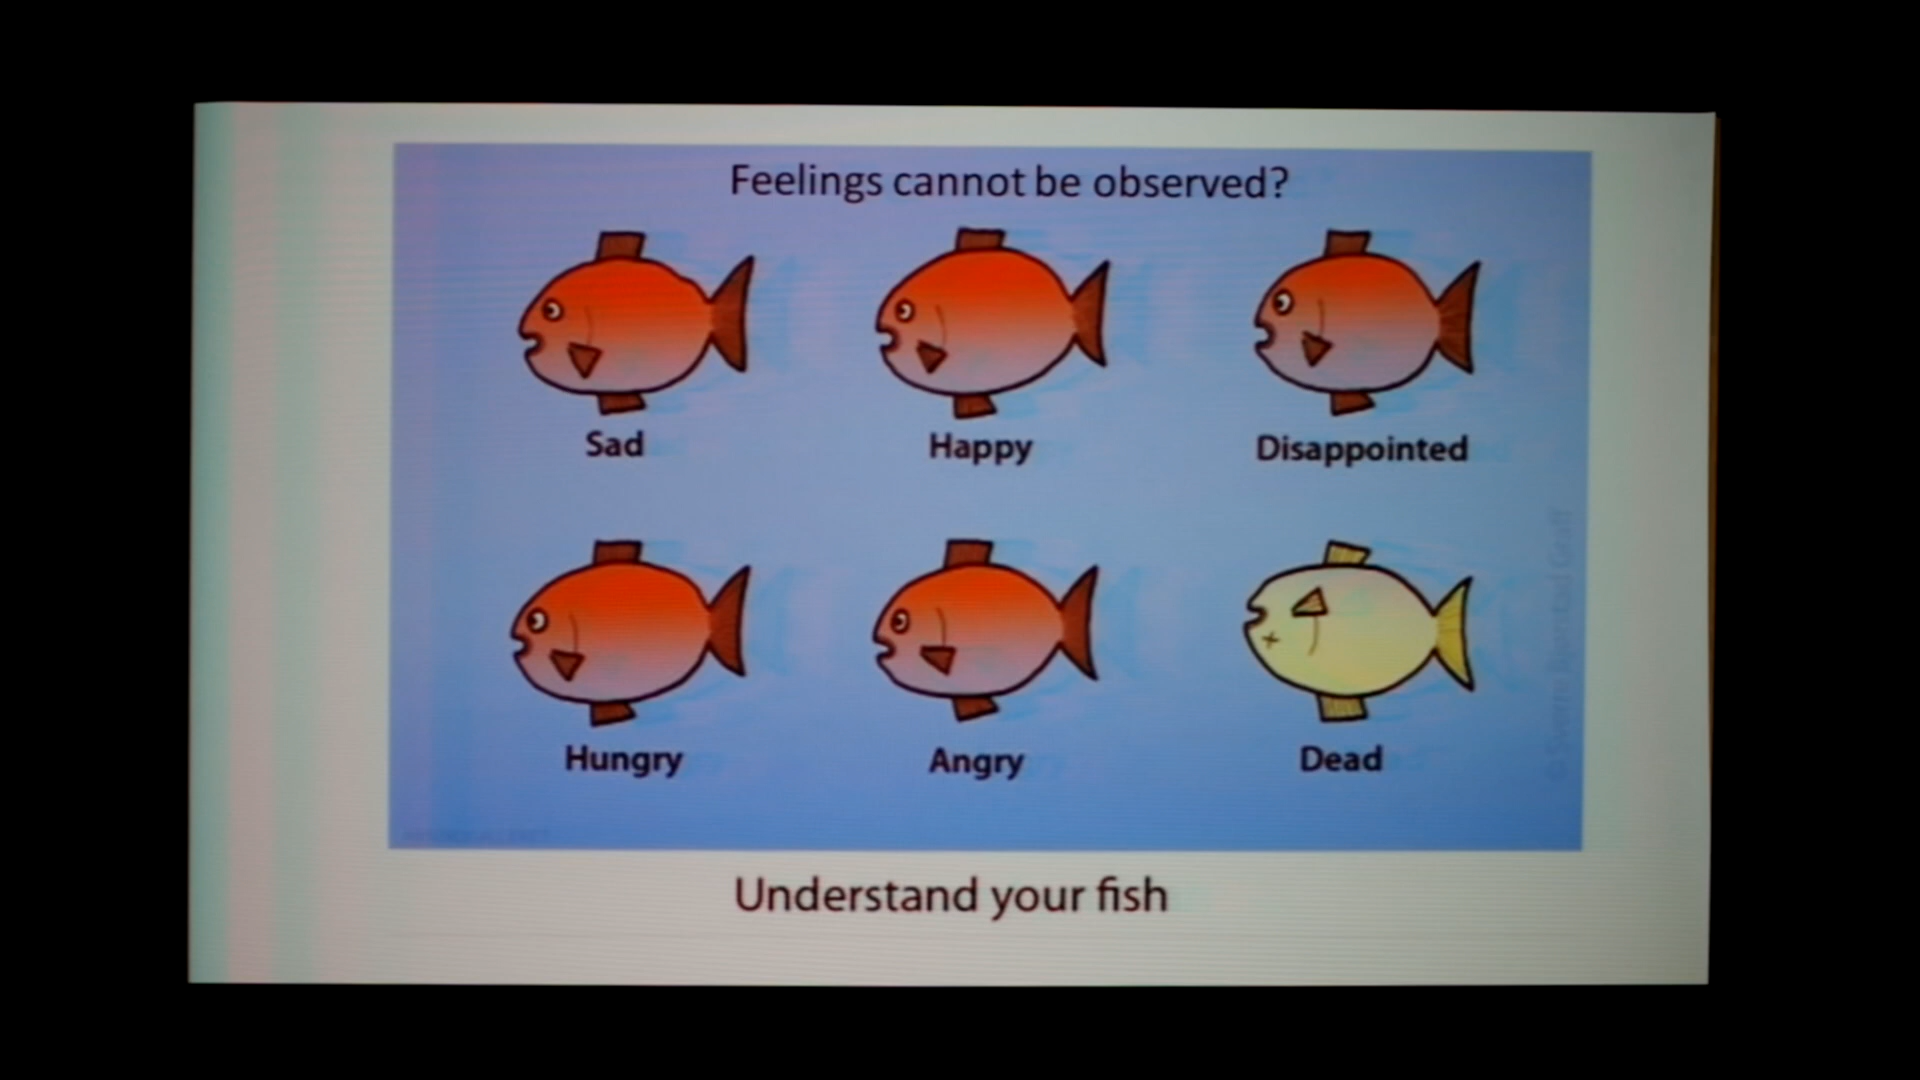 Feelings cannot be observed?
Sad
Happy
Disappointed
Hungry
Angry
Dead
Understand your fish